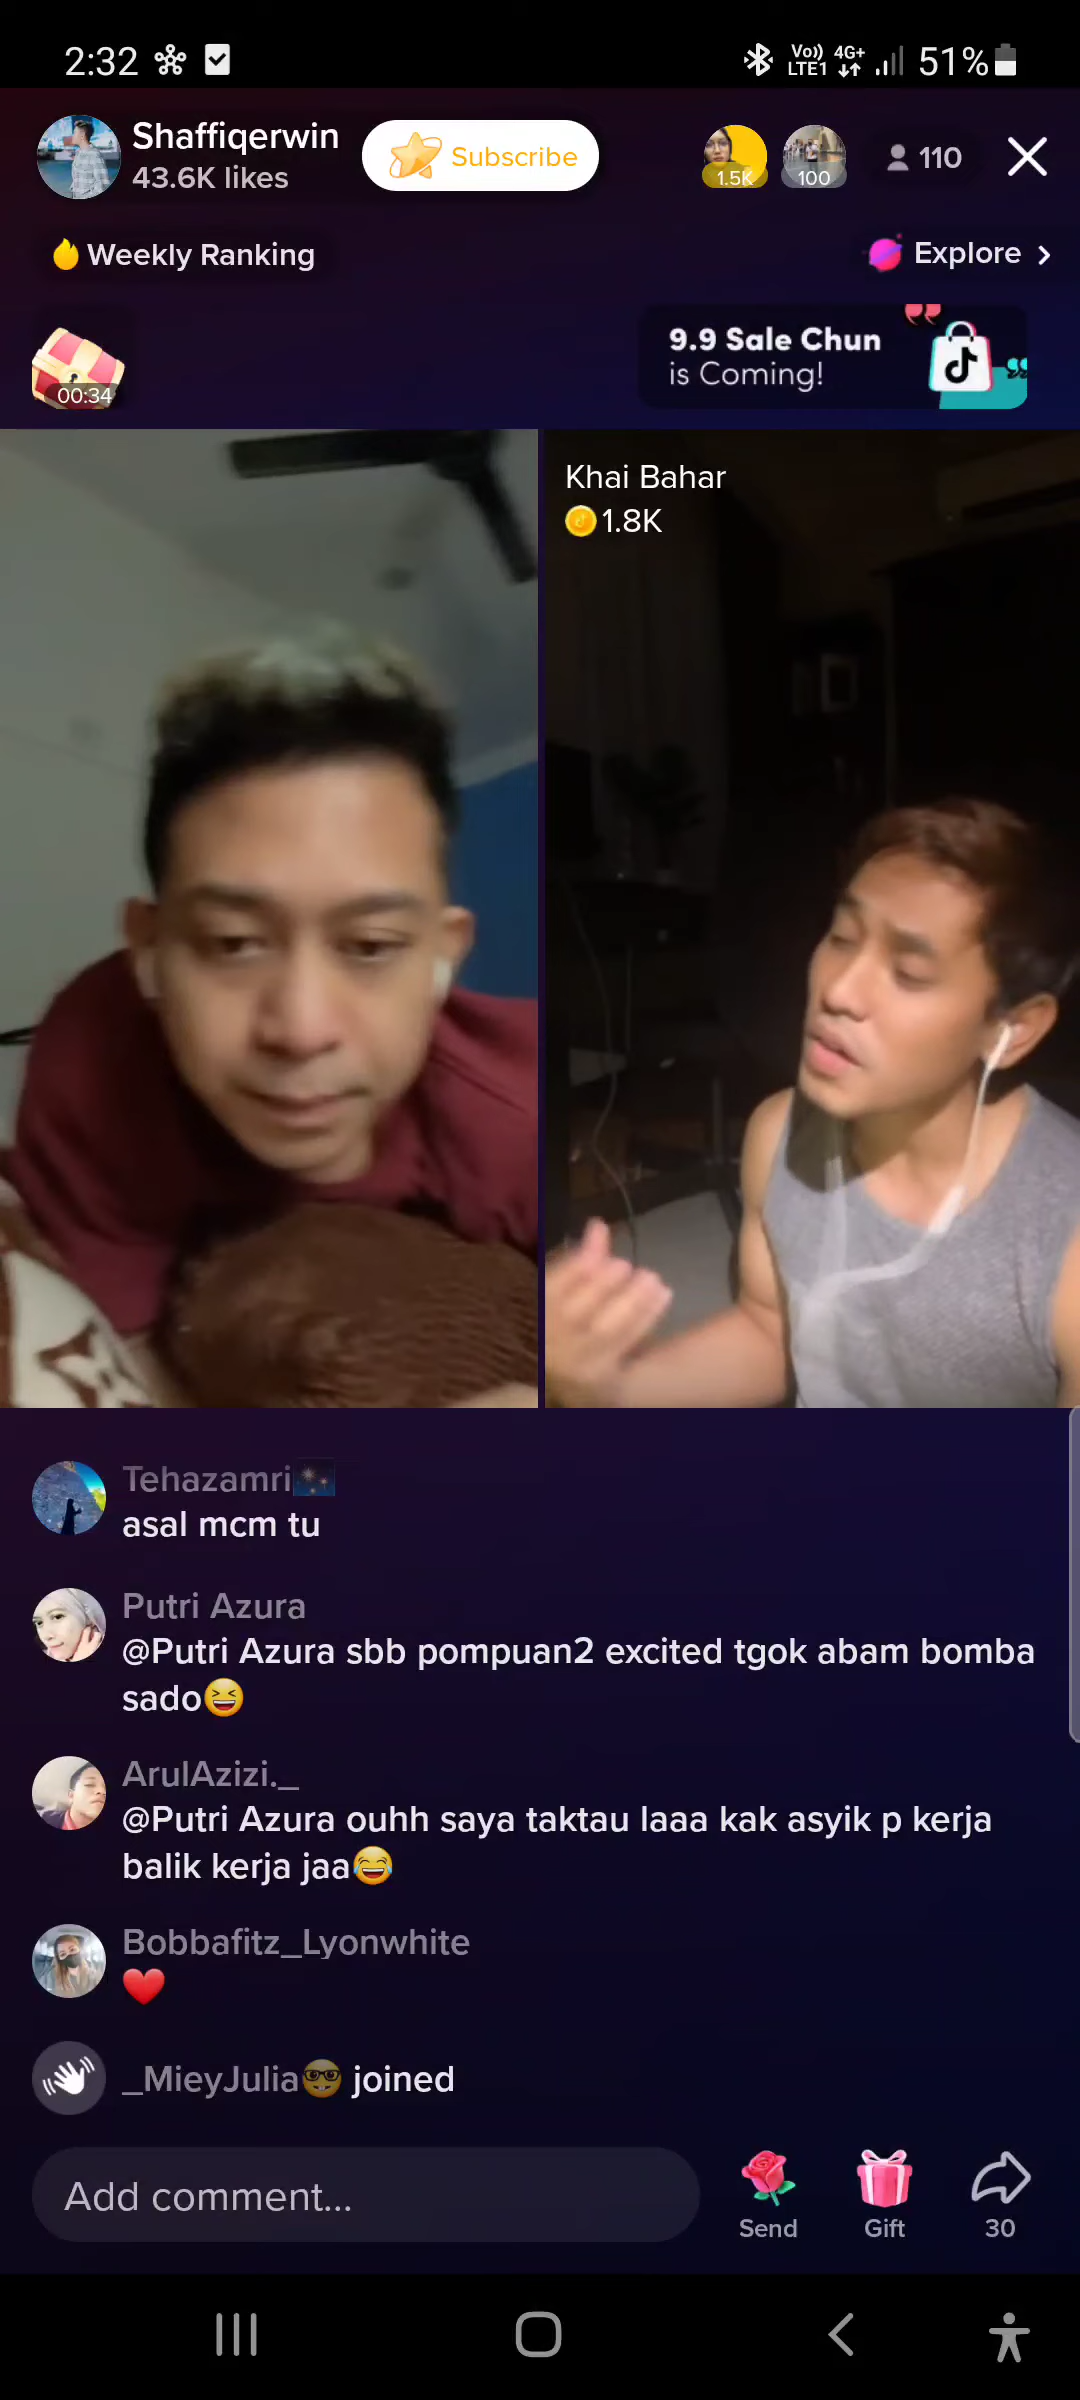 2:32
Vo)) LTE1 4G+ 51%
Shaffiqerwin
43.6K likes
Subscribe
1.5K
100
110
Weekly Ranking
Explore
00:34
9.9 Sale Chun
is Coming!
Khai Bahar
1.8K
Tehazamri🎆
asal mcm tu
Putri Azura
@Putri Azura sbb pompuan2 excited tgok abam bomba
sado😆
ArulAzizi._
@Putri Azura ouhh saya taktau laaa kak asyik p kerja
balik kerja jaa😂
Bobbafitz_Lyonwhite
❤️
_MieyJulia🤓 joined
Add comment...
Send
Gift
30